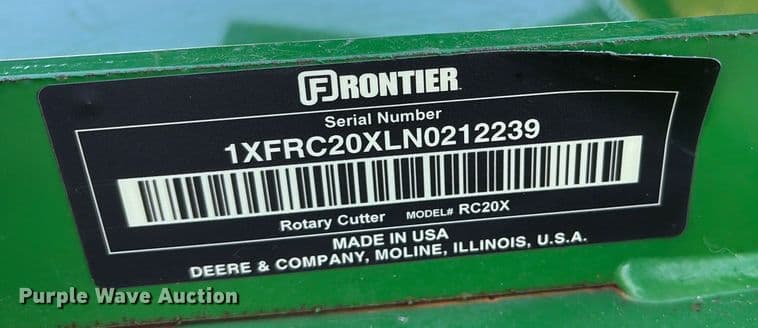 FRONTIER
Serial Number
1XFRC20XLN0212239
Rotary Cutter MODEL# RC20X
MADE IN USA
DEERE & COMPANY, MOLINE, ILLINOIS, U.S.A.
Purple Wave Auction